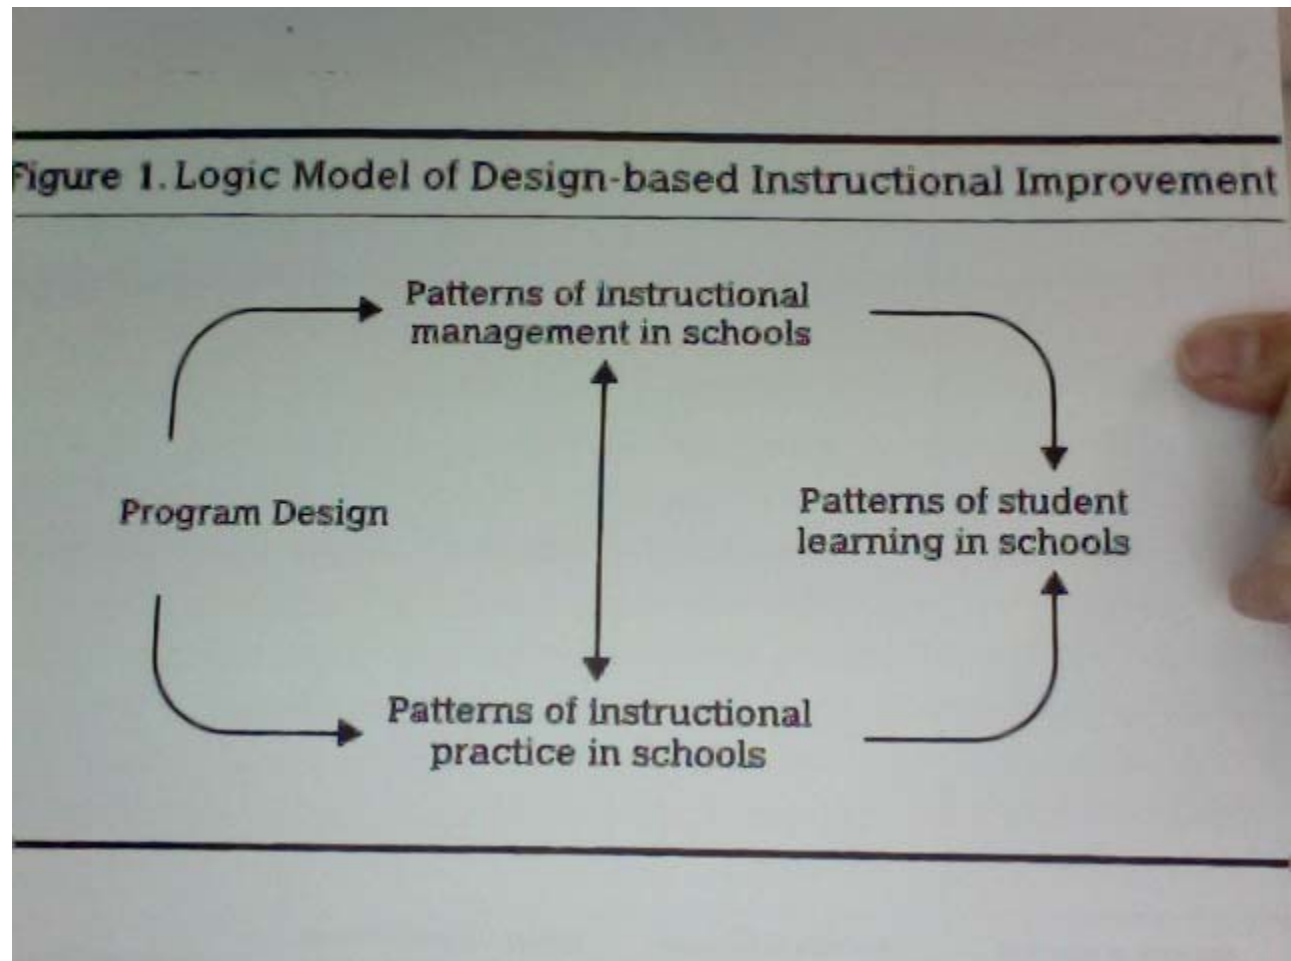 Figure 1. Logic Model of Design-based Instructional Improvement
Patterns of instructional
management in schools
Program Design
Patterns of student
learning in schools
Patterns of instructional
practice in schools